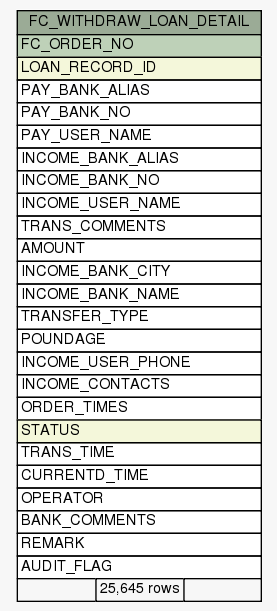 FC_WITHDRAW_LOAN_DETAIL
FC_ORDER_NO
LOAN_RECORD_ID
PAY_BANK_ALIAS
PAY_BANK_NO
PAY_USER_NAME
INCOME_BANK_ALIAS
INCOME_BANK_NO
INCOME_USER_NAME
TRANS_COMMENTS
AMOUNT
INCOME_BANK_CITY
INCOME_BANK_NAME
TRANSFER_TYPE
POUNDAGE
INCOME_USER_PHONE
INCOME_CONTACTS
ORDER_TIMES
STATUS
TRANS_TIME
CURRENTD_TIME
OPERATOR
BANK_COMMENTS
REMARK
AUDIT_FLAG
25,645 rows